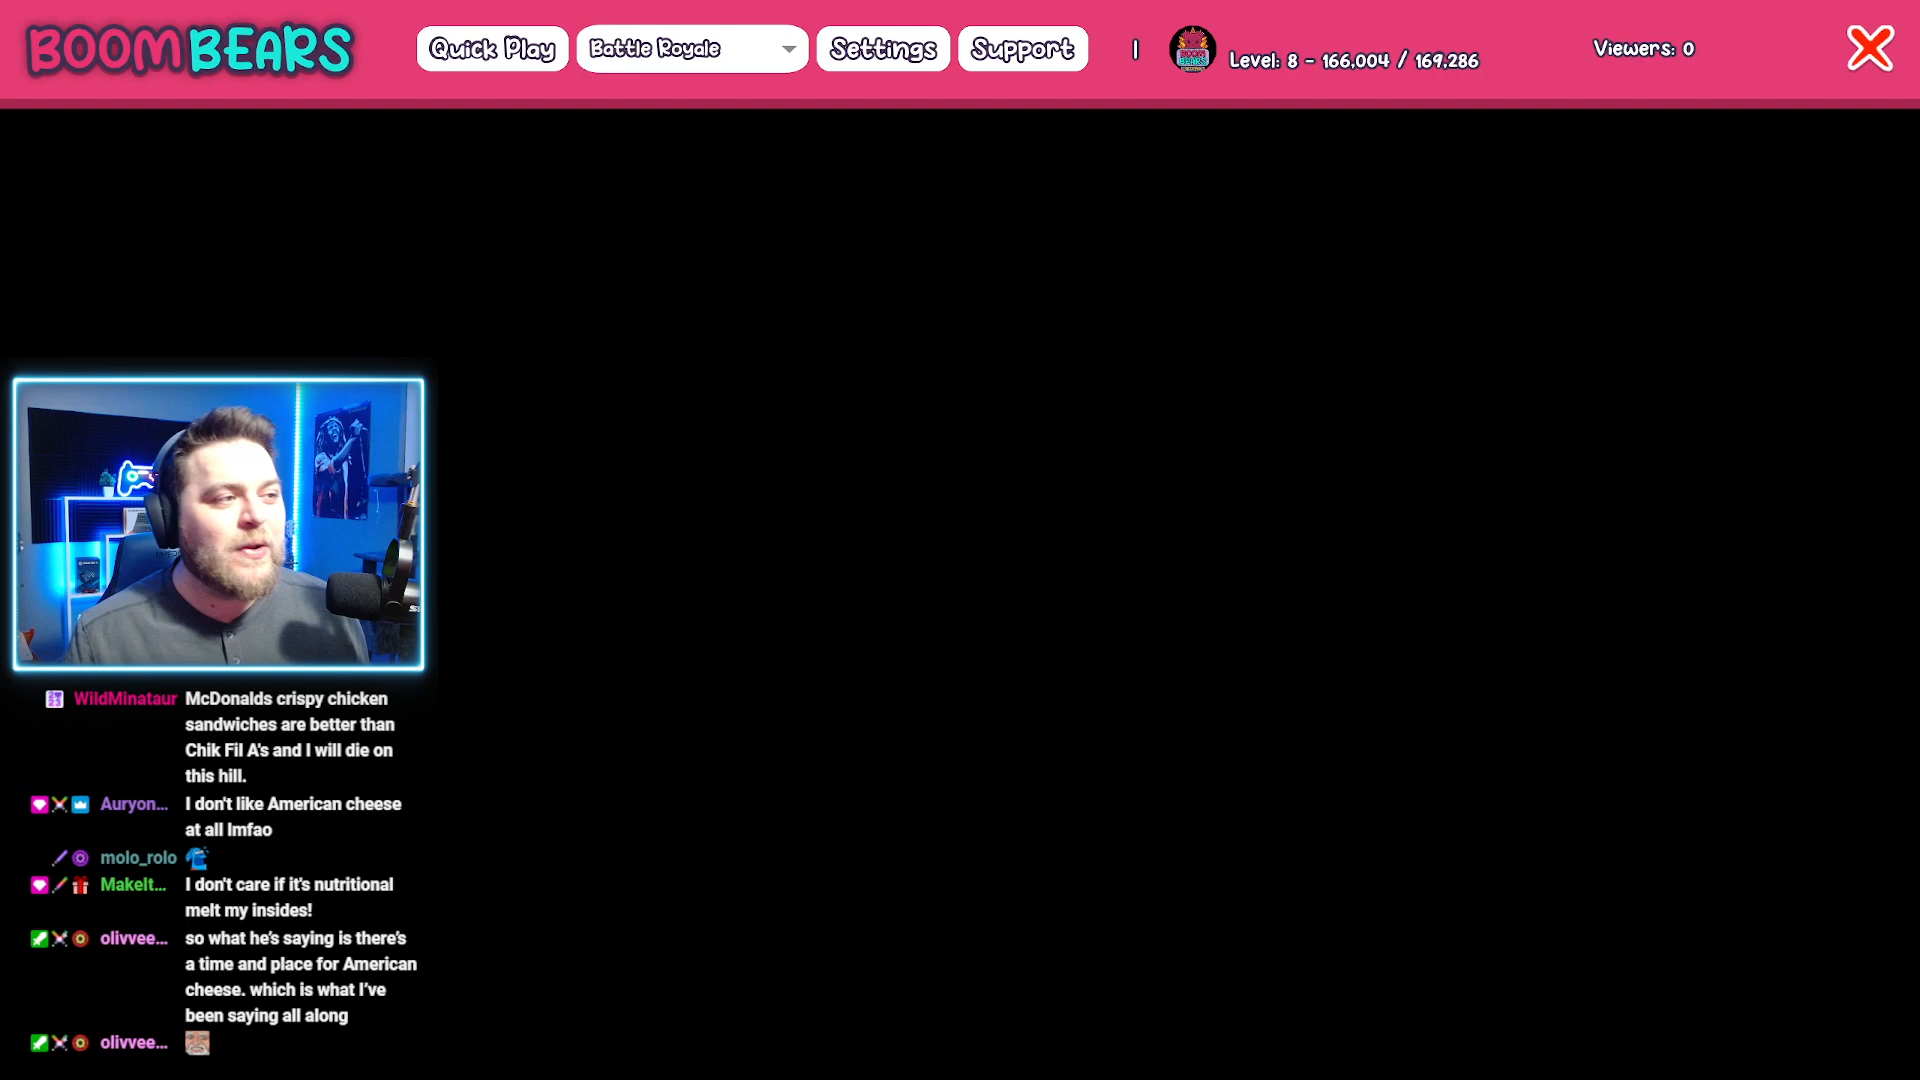 BOOMBEARS
Quick Play
Battle Royale
Settings
Support
|
Level: 8 - 166,004 / 169,286
Viewers: 0
WildMinataur McDonalds crispy chicken
sandwiches are better than
Chik Fil A's and I will die on
this hill.
Auryon... I don't like American cheese
at all lmfao
molo_rolo
MakeIt... I don't care if it's nutritional
melt my insides!
olivvee... so what he's saying is there's
a time and place for American
cheese. which is what I've
been saying all along
olivvee...